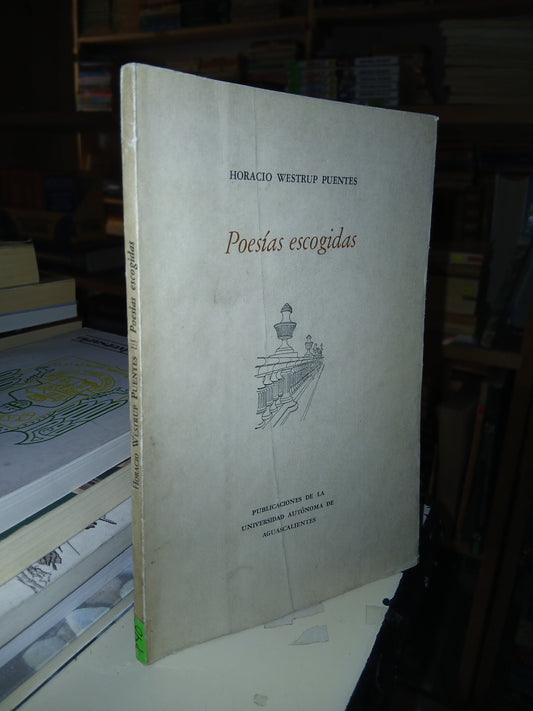 HORACIO WESTRUP PUENTES
Poesías escogidas
PUBLICACIONES DE LA
UNIVERSIDAD AUTÓNOMA DE
AGUASCALIENTES
HORACIO WESTRUP PUENTES Poesías escogidas